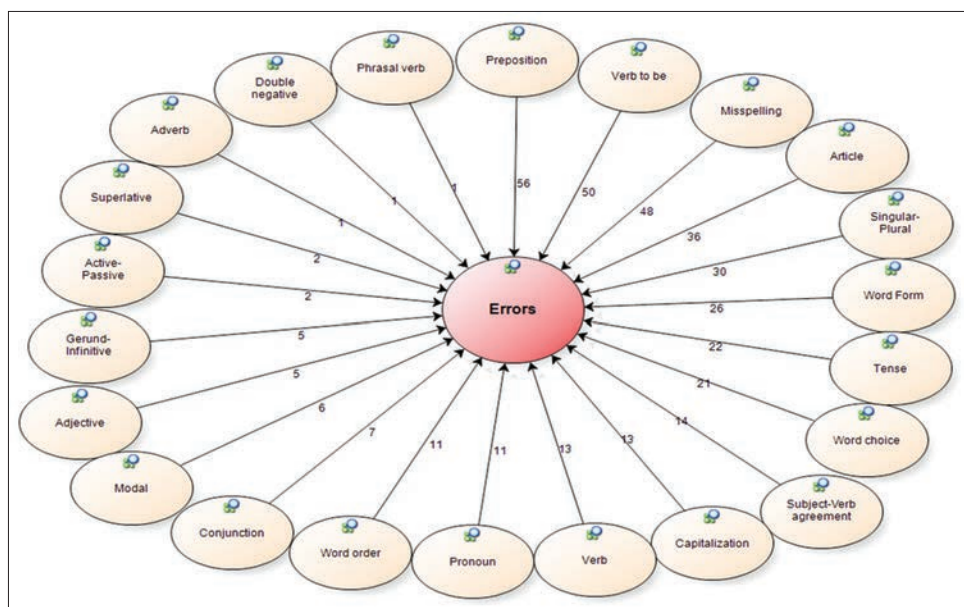 Preposition
56
Verb to be
50
Misspelling
48
Article
36
Singular-
Plural
30
Word Form
26
Tense
22
Word choice
21
Subject-Verb
agreement
14
Capitalization
13
Verb
13
Pronoun
11
Word order
11
Conjunction
7
Modal
6
Adjective
5
Gerund-
Infinitive
5
Active-
Passive
2
Superlative
2
Adverb
1
Double
negative
1
Phrasal verb
1
Errors